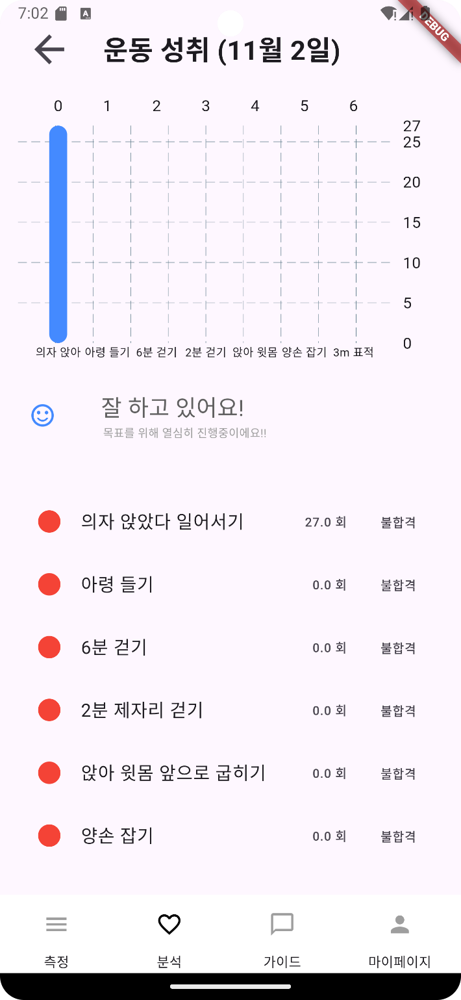 7:02
A
DEBUG
운동 성취 (11월 2일)
0 1 2 3 4 5 6
27
25
20
15
10
5
0
의자 앉아 아령 들기 6분 걷기 2분 걷기 앉아 윗몸 양손 잡기 3m 표적
잘 하고 있어요!
목표를 위해 열심히 진행중이에요!!
의자 앉았다 일어서기 27.0 회 불합격
아령 들기 0.0 회 불합격
6분 걷기 0.0 회 불합격
2분 제자리 걷기 0.0 회 불합격
앉아 윗몸 앞으로 굽히기 0.0 회 불합격
양손 잡기 0.0 회 불합격
측정 분석 가이드 마이페이지